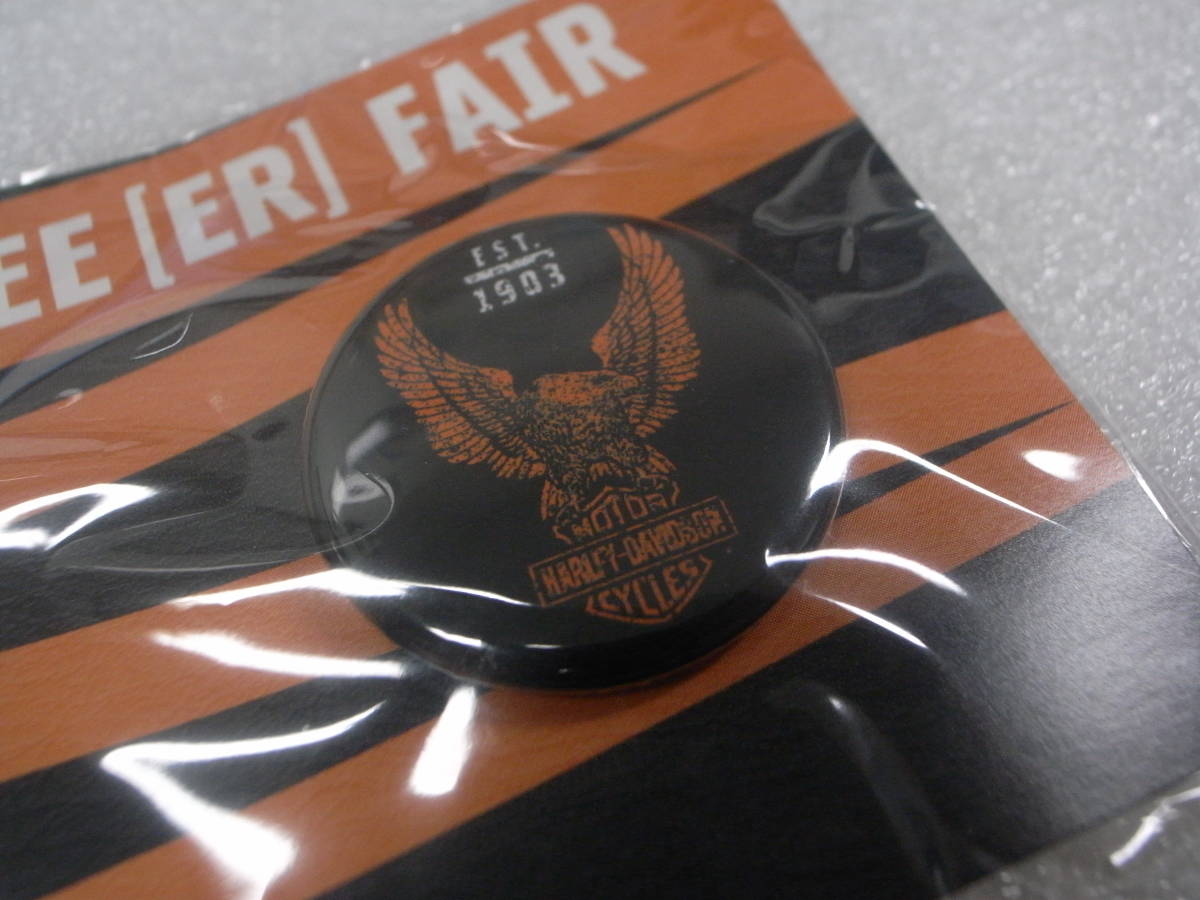 EE [ER] FAIR
EST.
1903
MOTOR
HARLEY-DAVIDSON
CYCLES